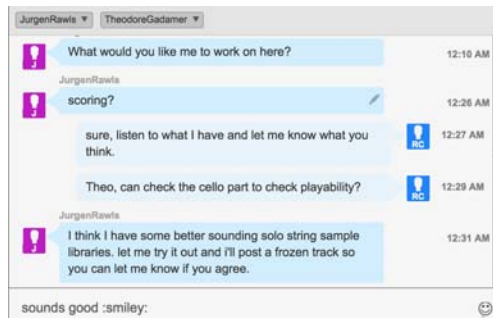 JurgenRawls ▼ TheodoreGadamer ▼
What would you like me to work on here?
12:10 AM
J
JurgenRawls
scoring?
12:26 AM
J
sure, listen to what I have and let me know what you
think.
RC
12:27 AM
Theo, can check the cello part to check playability?
RC
12:29 AM
JurgenRawls
I think I have some better sounding solo string sample
libraries. let me try it out and i'll post a frozen track so
you can let me know if you agree.
12:31 AM
J
sounds good :smiley: